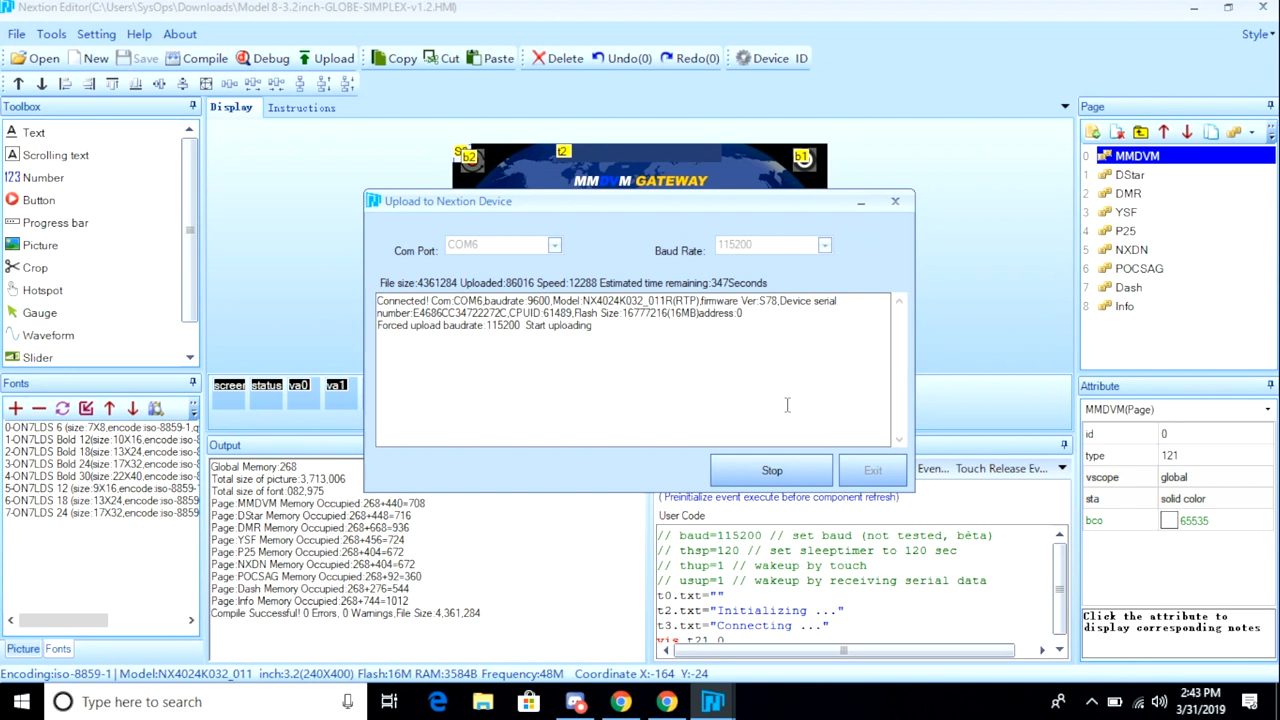 Nextion Editor(C:\Users\SysOps\Downloads\Model 8-3.2inch-GLOBE-SIMPLEX-v1.2.HMI)
File Tools Setting Help About Style
Open New Save Compile Debug Upload Copy Cut Paste Delete Undo(0) Redo(0) Device ID
Toolbox
Text
Scrolling text
123 Number
Button
Progress bar
Picture
Crop
Hotspot
Gauge
Waveform
Slider
Fonts
0-ON7LDS 6 (size:7X8,encode:iso-8859-1,q
1-ON7LDS Bold 12(size:10X16,encode:iso-
2-ON7LDS Bold 18(size:13X24,encode:iso-
3-ON7LDS Bold 24(size:17X32,encode:iso-
4-ON7LDS Bold 30(size:22X40,encode:iso-
5-ON7LDS 12 (size:9X16,encode:iso-8859
6-ON7LDS 18 (size:13X24,encode:iso-885
7-ON7LDS 24 (size:17X32,encode:iso-885
Picture Fonts
Display Instructions
b2 t2 b1
MMDVM GATEWAY
Upload to Nextion Device
Com Port: COM6 Baud Rate: 115200
File size:4361284 Uploaded:86016 Speed:12288 Estimated time remaining:347Seconds
Connected! Com:COM6,baudrate:9600,Model:NX4024K032_011R(RTP),firmware Ver:S78,Device serial
number:E4686CC34722272C,CPUID:61489,Flash Size:16777216(16MB)address:0
Forced upload baudrate:115200 Start uploading
Stop Exit
screen status va0 va1
Output
Global Memory:268
Total size of picture:3,713,006
Total size of font:082,975
Page:MMDVM Memory Occupied:268+440=708
Page:DStar Memory Occupied:268+448=716
Page:DMR Memory Occupied:268+668=936
Page:YSF Memory Occupied:268+456=724
Page:P25 Memory Occupied:268+404=672
Page:NXDN Memory Occupied:268+404=672
Page:POCSAG Memory Occupied:268+92=360
Page:Dash Memory Occupied:268+276=544
Page:Info Memory Occupied:268+744=1012
Compile Successful! 0 Errors, 0 Warnings,File Size:4,361,284
Even... Touch Release Ev...
( Preinitialize event execute before component refresh)
User Code
// baud=115200 // set baud (not tested, bèta)
// thsp=120 // set sleeptimer to 120 sec
// thup=1 // wakeup by touch
// usup=1 // wakeup by receiving serial data
t0.txt=""
t2.txt="Initializing ..."
t3.txt="Connecting ..."
vis t21,0
Page
0 MMDVM
1 DStar
2 DMR
3 YSF
4 P25
5 NXDN
6 POCSAG
7 Dash
8 Info
Attribute
MMDVM(Page)
id 0
type 121
vscope global
sta solid color
bco 65535
Click the attribute to
display corresponding notes
Encoding:iso-8859-1 Model:NX4024K032_011 inch:3.2(240X400) Flash:16M RAM:3584B Frequency:48M Coordinate X:-164 Y:-24
Type here to search
2:43 PM
3/31/2019